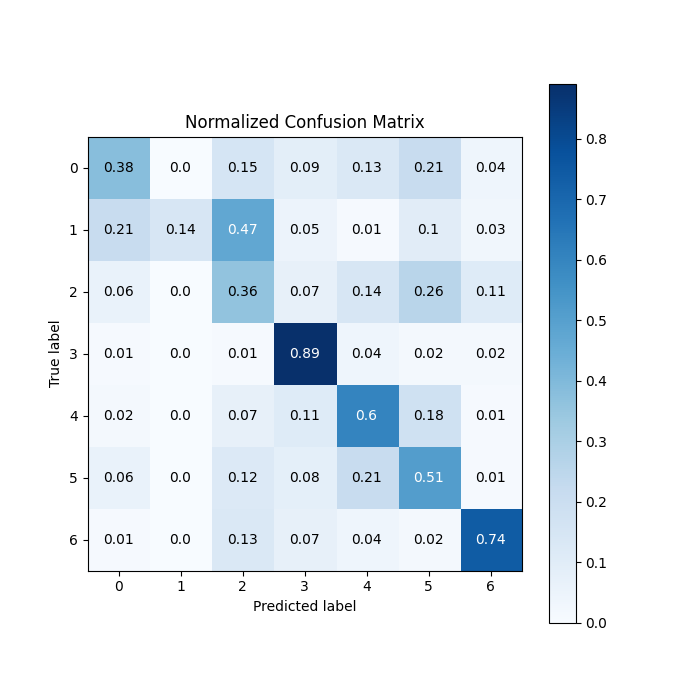 Normalized Confusion Matrix
0 0.38 0.0 0.15 0.09 0.13 0.21 0.04
1 0.21 0.14 0.47 0.05 0.01 0.1 0.03
2 0.06 0.0 0.36 0.07 0.14 0.26 0.11
3 0.01 0.0 0.01 0.89 0.04 0.02 0.02
4 0.02 0.0 0.07 0.11 0.6 0.18 0.01
5 0.06 0.0 0.12 0.08 0.21 0.51 0.01
6 0.01 0.0 0.13 0.07 0.04 0.02 0.74
0 1 2 3 4 5 6
Predicted label
True label
0.8
0.7
0.6
0.5
0.4
0.3
0.2
0.1
0.0